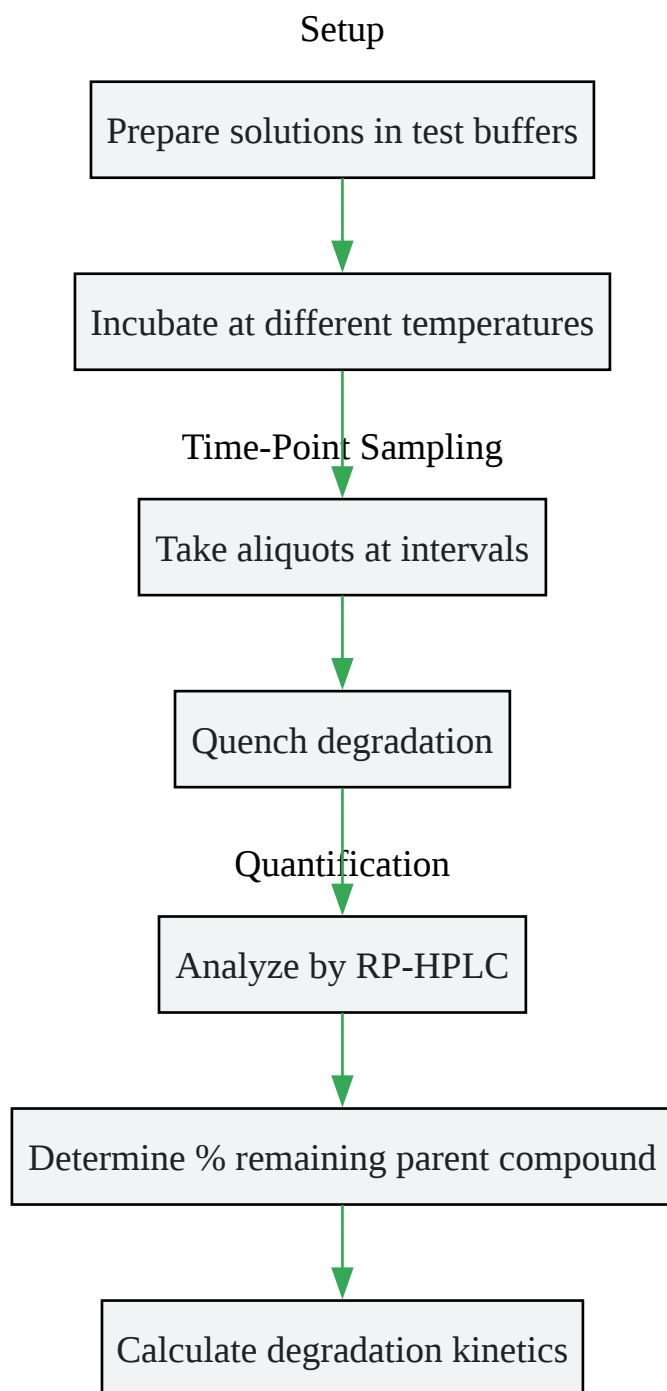 Setup
Prepare solutions in test buffers
Incubate at different temperatures
Time-Point Sampling
Take aliquots at intervals
Quench degradation
Quantification
Analyze by RP-HPLC
Determine % remaining parent compound
Calculate degradation kinetics